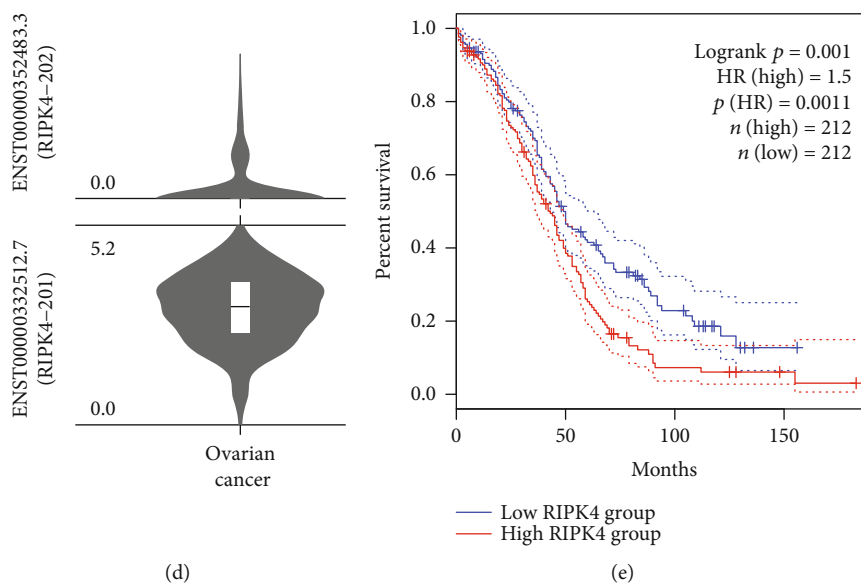 ENST00000352483.3
(RIPK4–202)
0.0
ENST00000332512.7
(RIPK4–201)
5.2
0.0
Ovarian
cancer
(d)
Percent survival
1.0
0.8
0.6
0.4
0.2
0.0
Logrank p = 0.001
HR (high) = 1.5
p (HR) = 0.0011
n (high) = 212
n (low) = 212
0
50
100
150
Months
Low RIPK4 group
High RIPK4 group
(e)